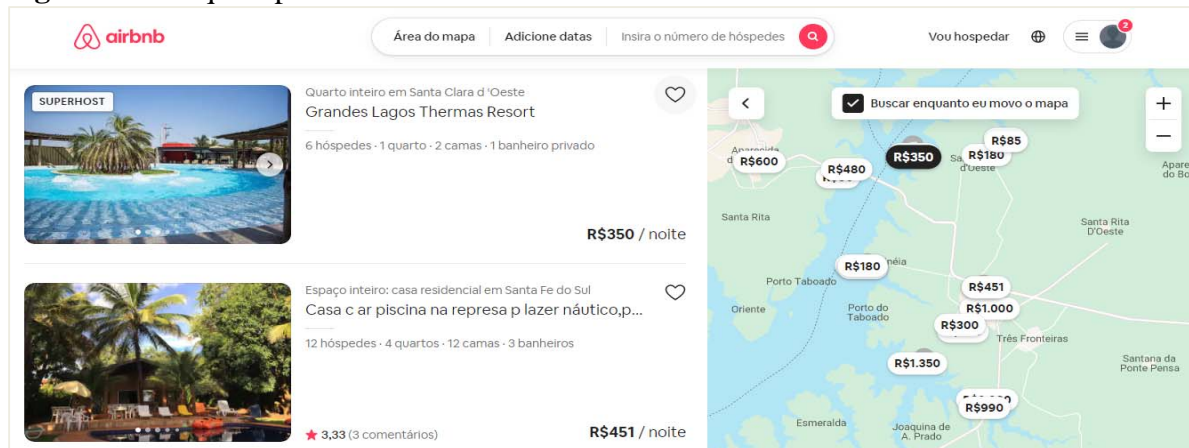 airbnb
Área do mapa
Adicione datas
Insira o número de hóspedes
Vou hospedar
2
SUPERHOST
Quarto inteiro em Santa Clara d 'Oeste
Grandes Lagos Thermas Resort
6 hóspedes · 1 quarto · 2 camas · 1 banheiro privado
R$350 / noite
Espaço inteiro: casa residencial em Santa Fe do Sul
Casa c ar piscina na represa p lazer náutico,p...
12 hóspedes · 4 quartos · 12 camas · 3 banheiros
3,33 (3 comentários)
R$451 / noite
Buscar enquanto eu movo o mapa
R$85
R$350
R$180
d'Oeste
Aparecida
R$600
R$480
Santa Rita
Santa Rita
D'Oeste
R$180
Porto Taboado
R$451
Oriente
Porto do
Taboado
R$1.000
R$300
Três Fronteiras
R$1.350
Santana da
Ponte Pensa
R$990
Esmeralda
Joaquina de
A. Prado